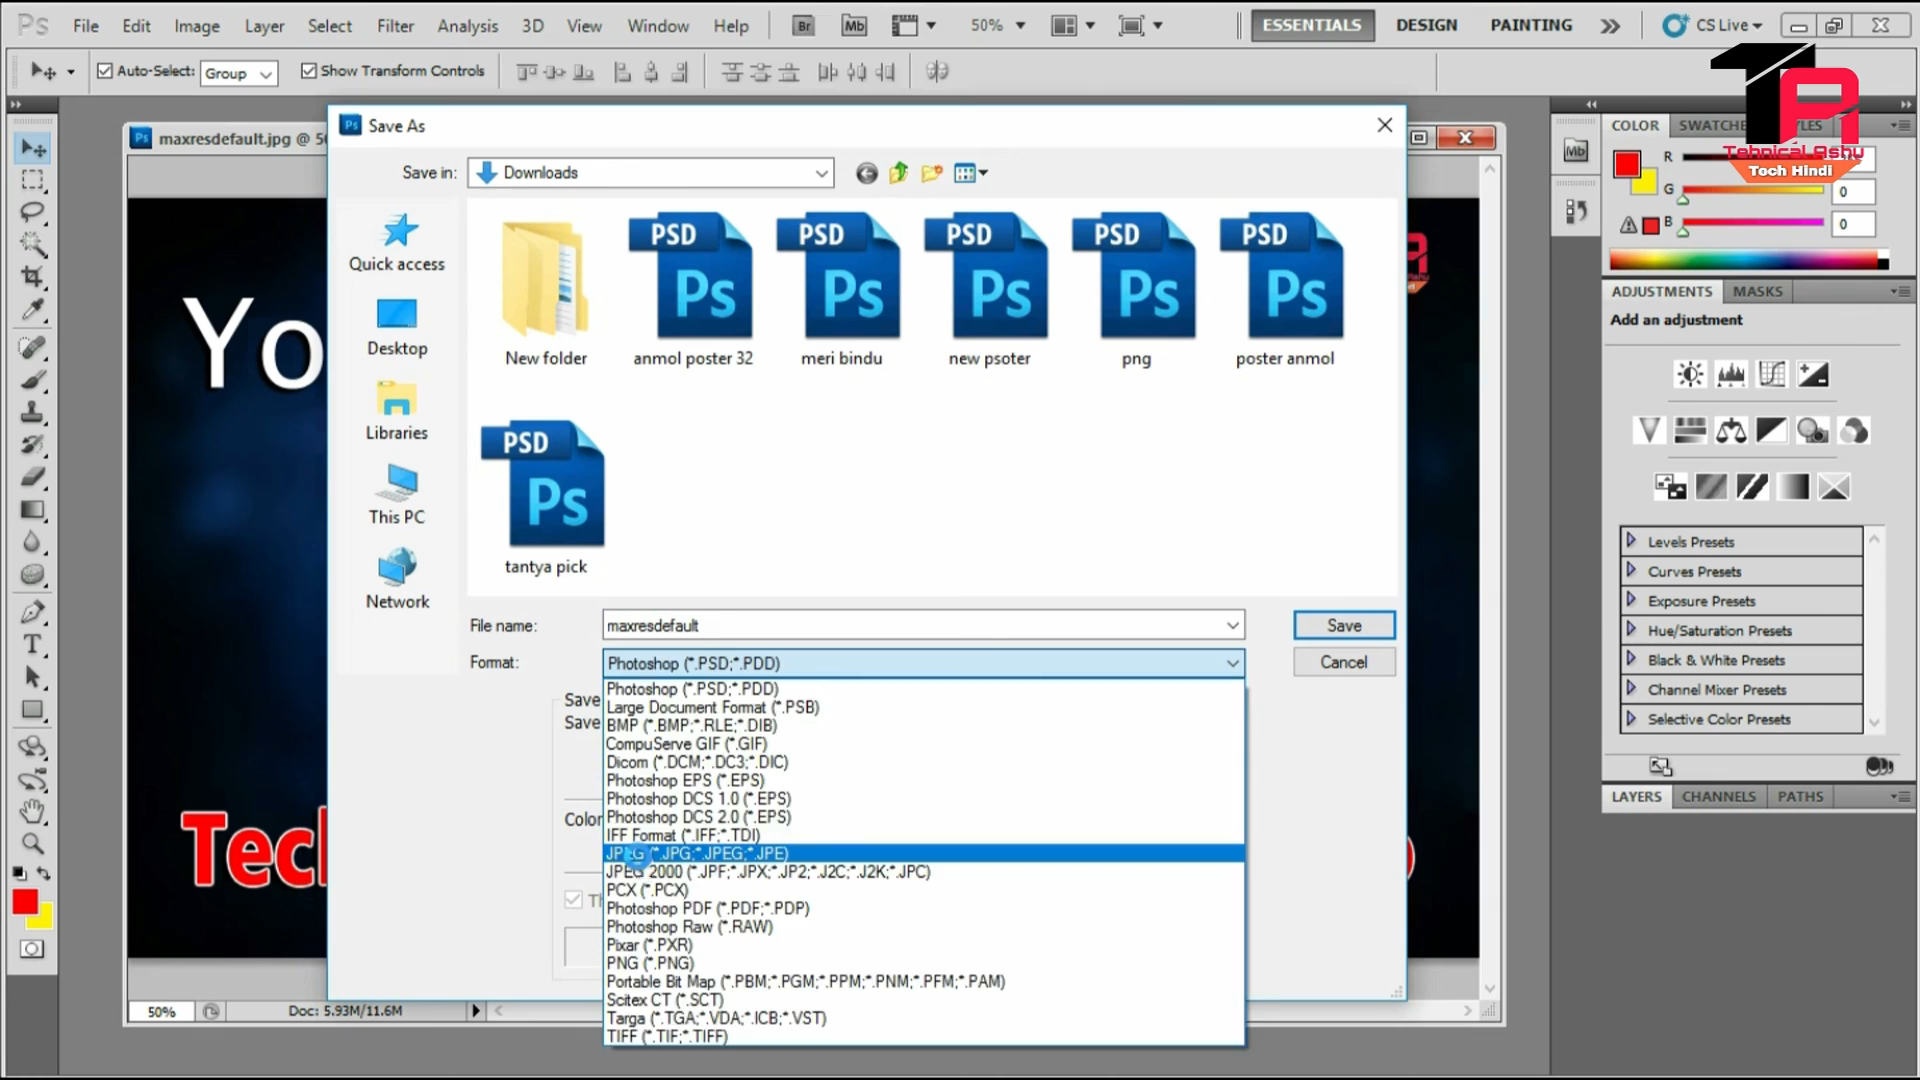 Ps File Edit Image Layer Select Filter Analysis 3D View Window Help Br Mb 50% ESSENTIALS DESIGN PAINTING CS Live
Auto-Select: Group Show Transform Controls
TA
Tehnical Ashu
Tech Hindi
Ps maxresdefault.jpg @
Ps Save As
Save in: Downloads
Quick access
Desktop
Libraries
This PC
Network
PSD PSD PSD PSD PSD
Ps Ps Ps Ps Ps
New folder anmol poster 32 meri bindu new psoter png poster anmol
PSD
Ps
tantya pick
File name: maxresdefault Save
Format: Photoshop (*.PSD;*.PDD) Cancel
Photoshop (*.PSD;*.PDD)
Large Document Format (*.PSB)
BMP (*.BMP;*.RLE;*.DIB)
CompuServe GIF (*.GIF)
Dicom (*.DCM;*.DC3;*.DIC)
Photoshop EPS (*.EPS)
Photoshop DCS 1.0 (*.EPS)
Photoshop DCS 2.0 (*.EPS)
IFF Format (*.IFF;*.TDI)
JPEG (*.JPG;*.JPEG;*.JPE)
JPEG 2000 (*.JPF;*.JPX;*.JP2;*.J2C;*.J2K;*.JPC)
PCX (*.PCX)
Photoshop PDF (*.PDF;*.PDP)
Photoshop Raw (*.RAW)
Pixar (*.PXR)
PNG (*.PNG)
Portable Bit Map (*.PBM;*.PGM;*.PPM;*.PNM;*.PFM;*.PAM)
Scitex CT (*.SCT)
Targa (*.TGA;*.VDA;*.ICB;*.VST)
TIFF (*.TIF;*.TIFF)
Save
Save
Color
Th
Yo
Tech
50% Doc: 5.93M/11.6M
Mb
COLOR SWATCHES
R
G 0
B 0
ADJUSTMENTS MASKS
Add an adjustment
Levels Presets
Curves Presets
Exposure Presets
Hue/Saturation Presets
Black & White Presets
Channel Mixer Presets
Selective Color Presets
LAYERS CHANNELS PATHS